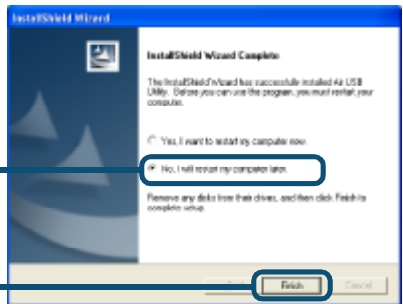 InstallShield Wizard
InstallShield Wizard Complete
The InstallShield Wizard has successfully installed Air USB
Utility. Before you can use the program, you must restart your
computer.
Yes, I want to restart my computer now.
No, I will restart my computer later.
Remove any disks from their drives, and then click Finish to
complete setup.
Finish
Cancel